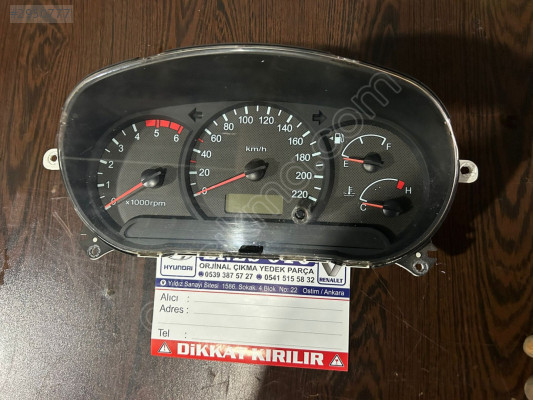 0 1 2 3 4 5 6
x1000rpm
0 20 40 60 80 100 120 140 160 180 200 220
km/h
E F
C H
HYUNDAI
ORJİNAL ÇIKMA YEDEK PARÇA
0539 387 57 27
0541 515 58 32
RENAULT
Yıldız Sanayi Sitesi 1566. Sokak. 4.Blok. No: 22 Ostim / Ankara
Alıcı :
Adres :
Tel :
DİKKAT KIRILIR